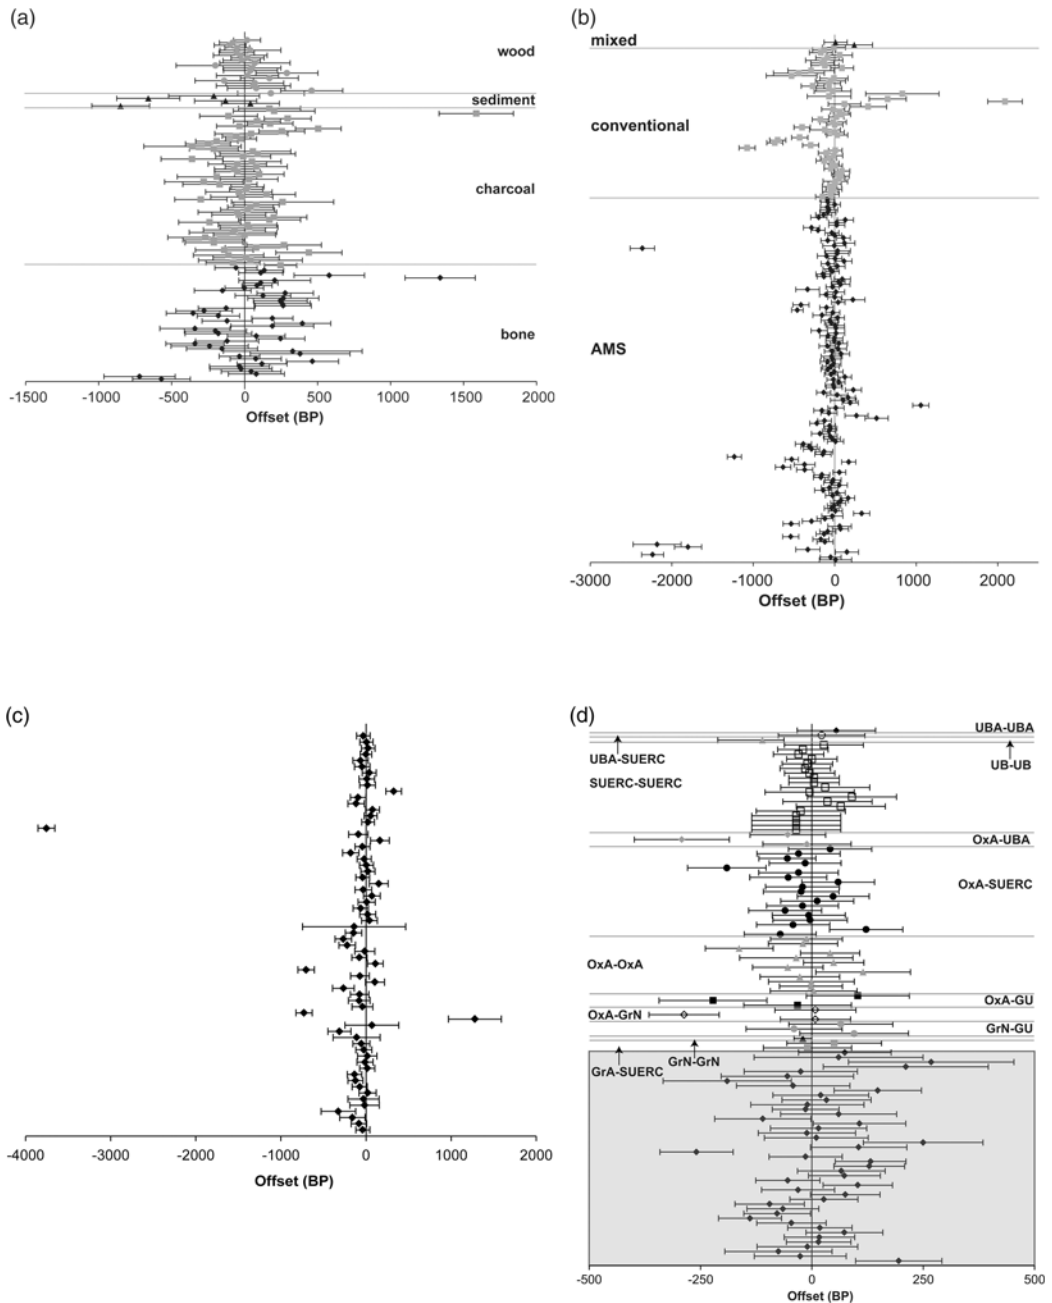 (a)
wood
sediment
charcoal
bone
-1500 -1000 -500 0 500 1000 1500 2000
Offset (BP)
(b)
mixed
conventional
AMS
-3000 -2000 -1000 0 1000 2000
Offset (BP)
(c)
-4000 -3000 -2000 -1000 0 1000 2000
Offset (BP)
(d)
UBA-UBA
UBA-SUERC
UB-UB
SUERC-SUERC
OxA-UBA
OxA-SUERC
OxA-OxA
OxA-GU
OxA-GrN
GrN-GU
GrN-GrN
GrA-SUERC
-500 -250 0 250 500
Offset (BP)